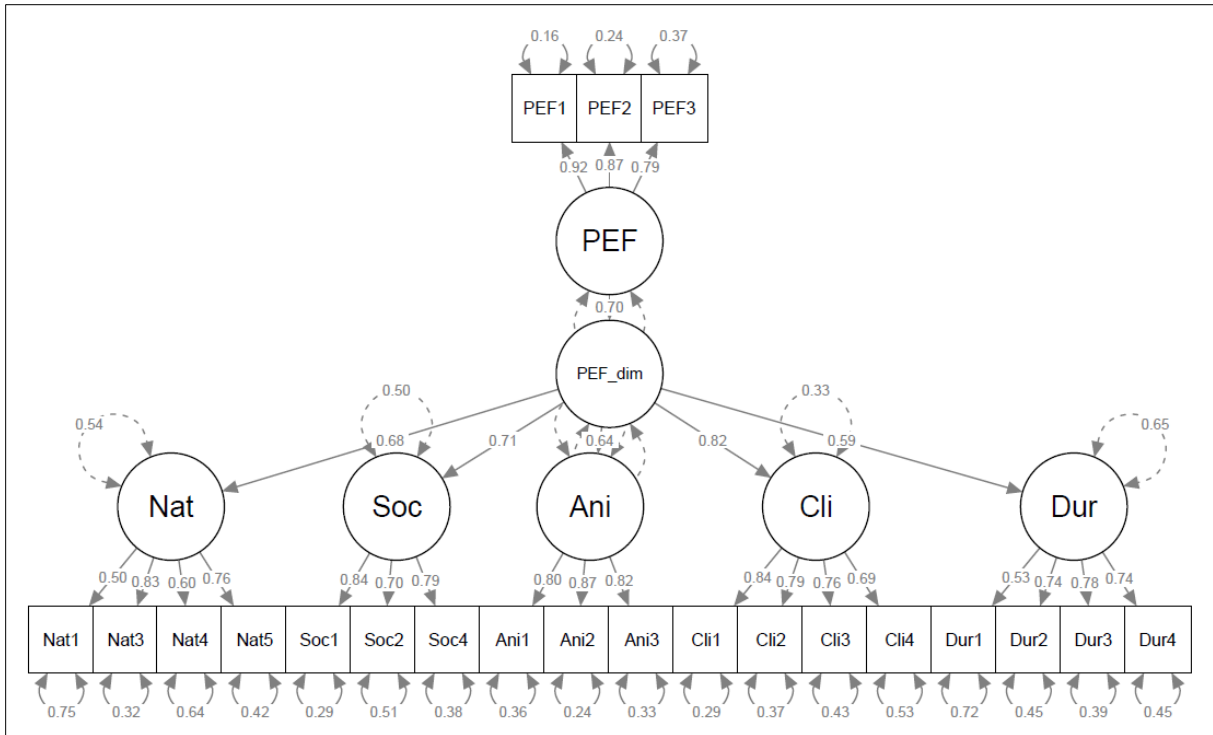 0.16 0.24 0.37
PEF1 PEF2 PEF3
0.92 0.87 0.79
PEF
0.70
PEF_dim
0.54 0.50 0.33 0.65
0.68 0.71 0.64 0.82 0.59
Nat Soc Ani Cli Dur
0.50 0.83 0.60 0.76 0.84 0.70 0.79 0.80 0.87 0.82 0.84 0.79 0.76 0.69 0.53 0.74 0.78 0.74
Nat1 Nat3 Nat4 Nat5 Soc1 Soc2 Soc4 Ani1 Ani2 Ani3 Cli1 Cli2 Cli3 Cli4 Dur1 Dur2 Dur3 Dur4
0.75 0.32 0.64 0.42 0.29 0.51 0.38 0.36 0.24 0.33 0.29 0.37 0.43 0.53 0.72 0.45 0.39 0.45